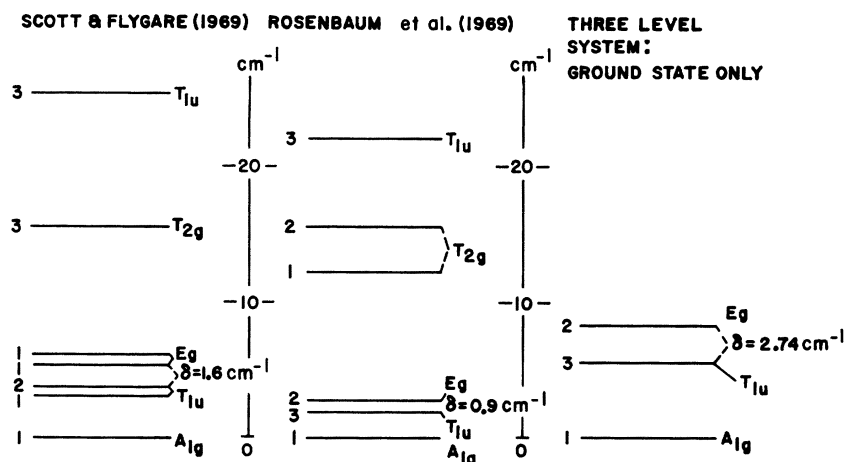 SCOTT & FLYGARE (1969) ROSENBAUM et al. (1969) THREE LEVEL
SYSTEM:
GROUND STATE ONLY
cm⁻¹ cm⁻¹
3 T₁ᵤ
3 T₁ᵤ
—20— —20—
3 T₂g
2
T₂g
1
—10— —10—
Eg
2
δ=2.74 cm⁻¹
3
T₁ᵤ
1 Eg
1
δ=1.6 cm⁻¹
2
1 T₁ᵤ
Eg
2
δ=0.9 cm⁻¹
3
T₁ᵤ
1 A₁g
0
1
A₁g
0
1 A₁g